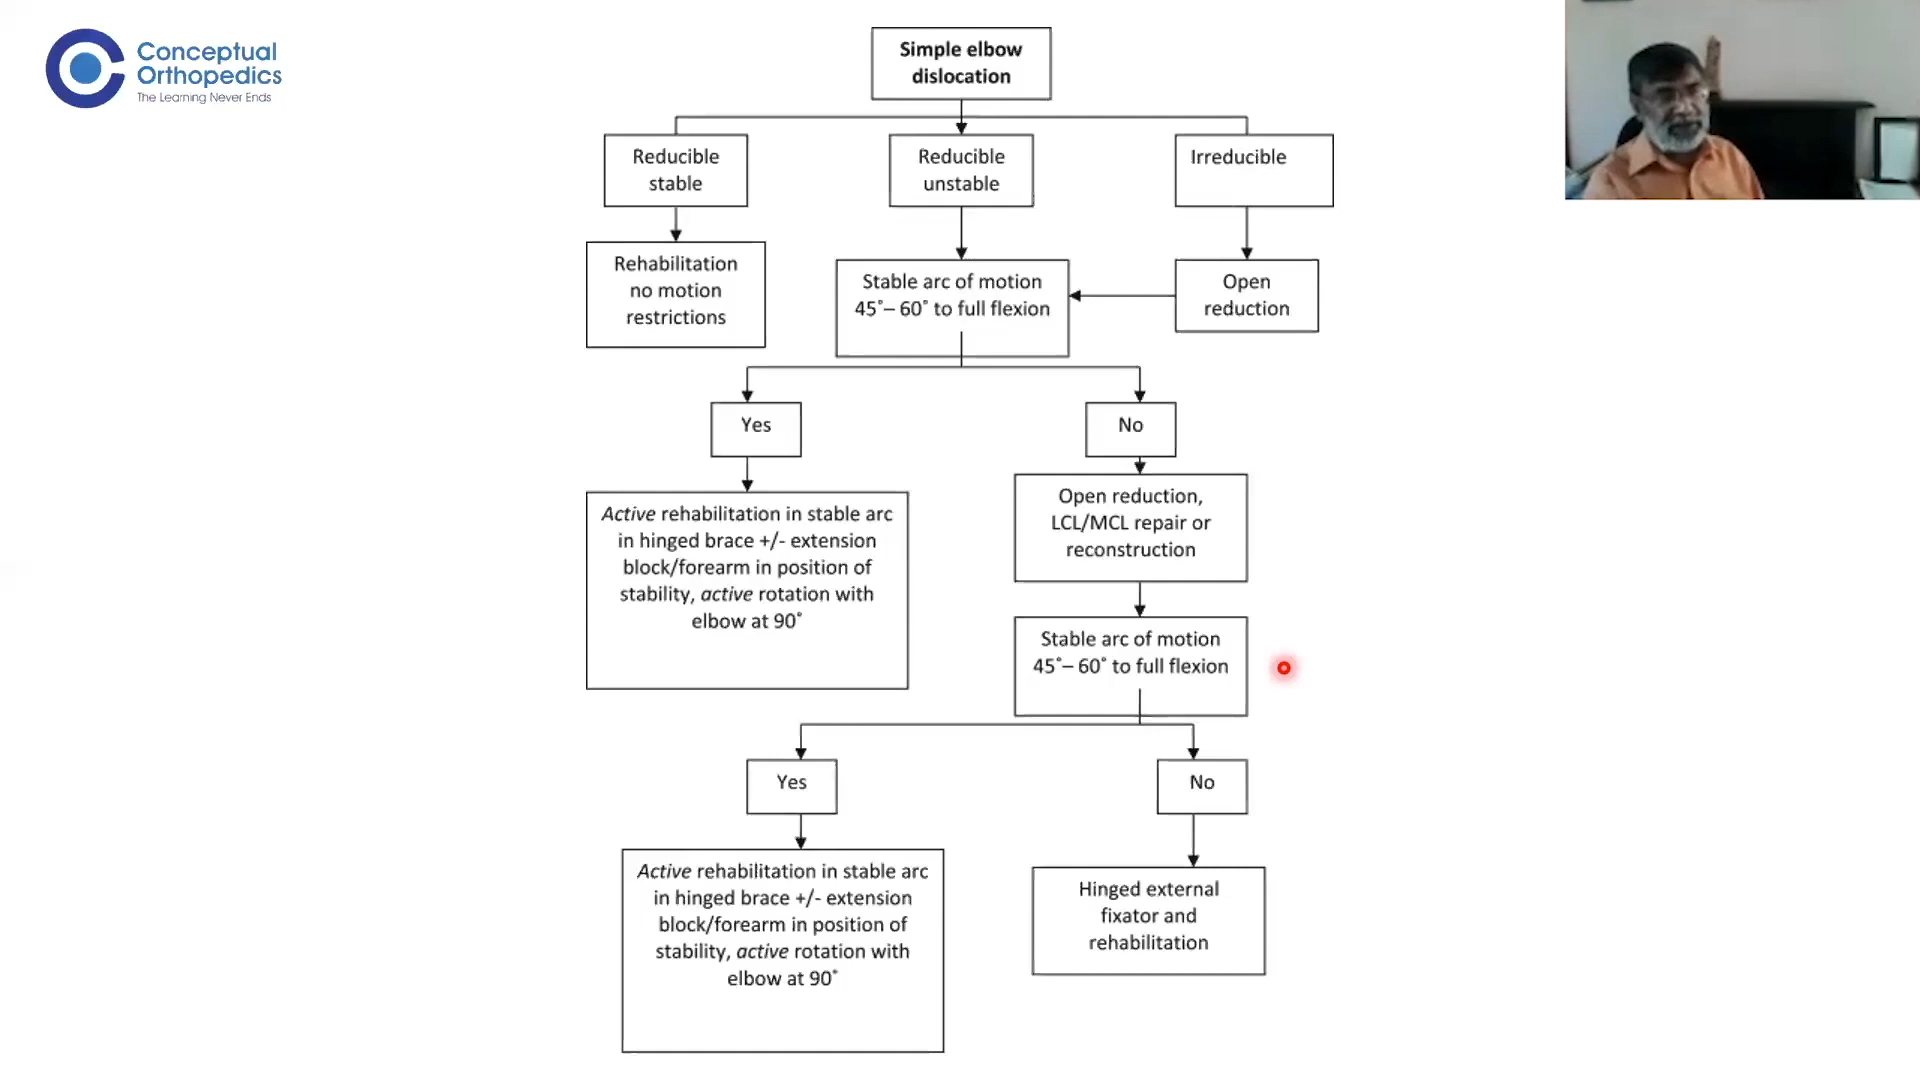 Conceptual
Orthopedics
The Learning Never Ends
Simple elbow
dislocation
Reducible
stable
Reducible
unstable
Irreducible
Rehabilitation
no motion
restrictions
Stable arc of motion
45˚– 60˚ to full flexion
Open
reduction
Yes
No
Active rehabilitation in stable arc
in hinged brace +/- extension
block/forearm in position of
stability, active rotation with
elbow at 90˚
Open reduction,
LCL/MCL repair or
reconstruction
Stable arc of motion
45˚– 60˚ to full flexion
Yes
No
Active rehabilitation in stable arc
in hinged brace +/- extension
block/forearm in position of
stability, active rotation with
elbow at 90˚
Hinged external
fixator and
rehabilitation